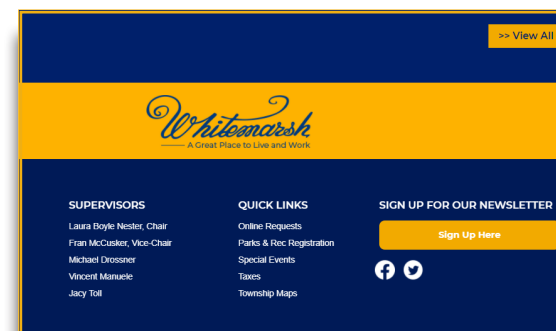 >> View All
Whitemarsh
A Great Place to Live and Work
SUPERVISORS
Laura Boyle Nester, Chair
Fran McCusker, Vice-Chair
Michael Drossner
Vincent Manuele
Jacy Toll
QUICK LINKS
Online Requests
Parks & Rec Registration
Special Events
Taxes
Township Maps
SIGN UP FOR OUR NEWSLETTER
Sign Up Here